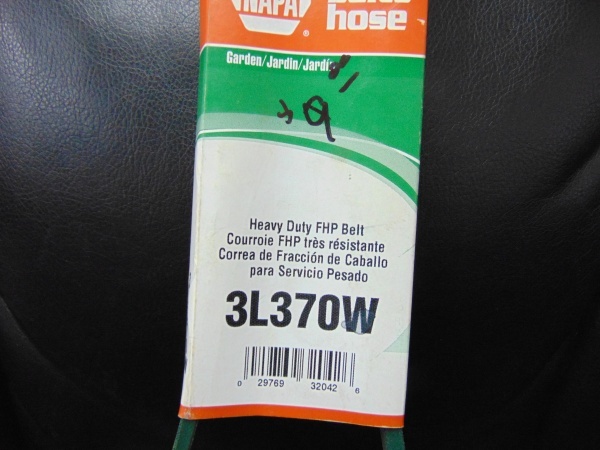 NAPA
hose
®
Garden/Jardin/Jardín
Heavy Duty FHP Belt
Courroie FHP très résistante
Correa de Fracción de Caballo
para Servicio Pesado
3L370W
0 29769 32042 6